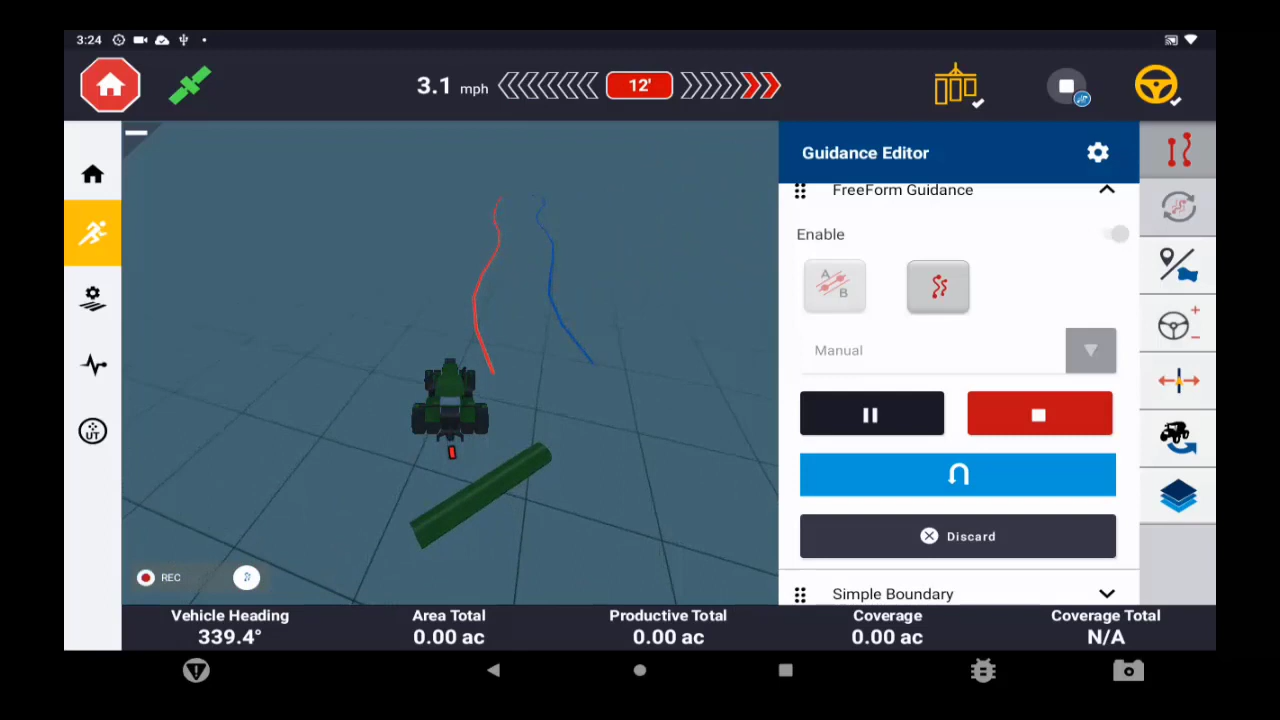 3:24
3.1 mph
12'
Guidance Editor
FreeForm Guidance
Enable
A
B
Manual
Discard
Simple Boundary
UT
REC
Vehicle Heading
339.4°
Area Total
0.00 ac
Productive Total
0.00 ac
Coverage
0.00 ac
Coverage Total
N/A